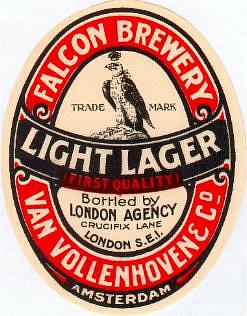 FALCON BREWERY
TRADE MARK
LIGHT LAGER
(FIRST QUALITY)
Bottled by
LONDON AGENCY
CRUCIFIX LANE
LONDON S.E.I.
VAN VOLLENHOVEN & Co
AMSTERDAM